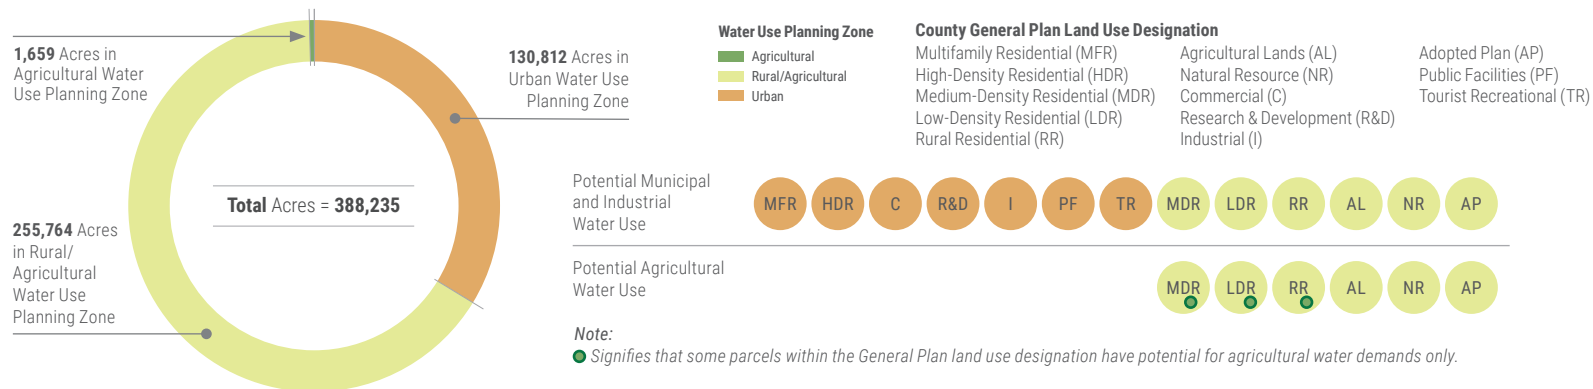 1,659 Acres in
Agricultural Water
Use Planning Zone
130,812 Acres in
Urban Water Use
Planning Zone
Total Acres = 388,235
255,764 Acres
in Rural/
Agricultural
Water Use
Planning Zone
Water Use Planning Zone
Agricultural
Rural/Agricultural
Urban
County General Plan Land Use Designation
Multifamily Residential (MFR)
High-Density Residential (HDR)
Medium-Density Residential (MDR)
Low-Density Residential (LDR)
Rural Residential (RR)
Agricultural Lands (AL)
Natural Resource (NR)
Commercial (C)
Research & Development (R&D)
Industrial (I)
Adopted Plan (AP)
Public Facilities (PF)
Tourist Recreational (TR)
Potential Municipal
and Industrial
Water Use
MFR HDR C R&D I PF TR MDR LDR RR AL NR AP
Potential Agricultural
Water Use
MDR LDR RR AL NR AP
Note:
Signifies that some parcels within the General Plan land use designation have potential for agricultural water demands only.